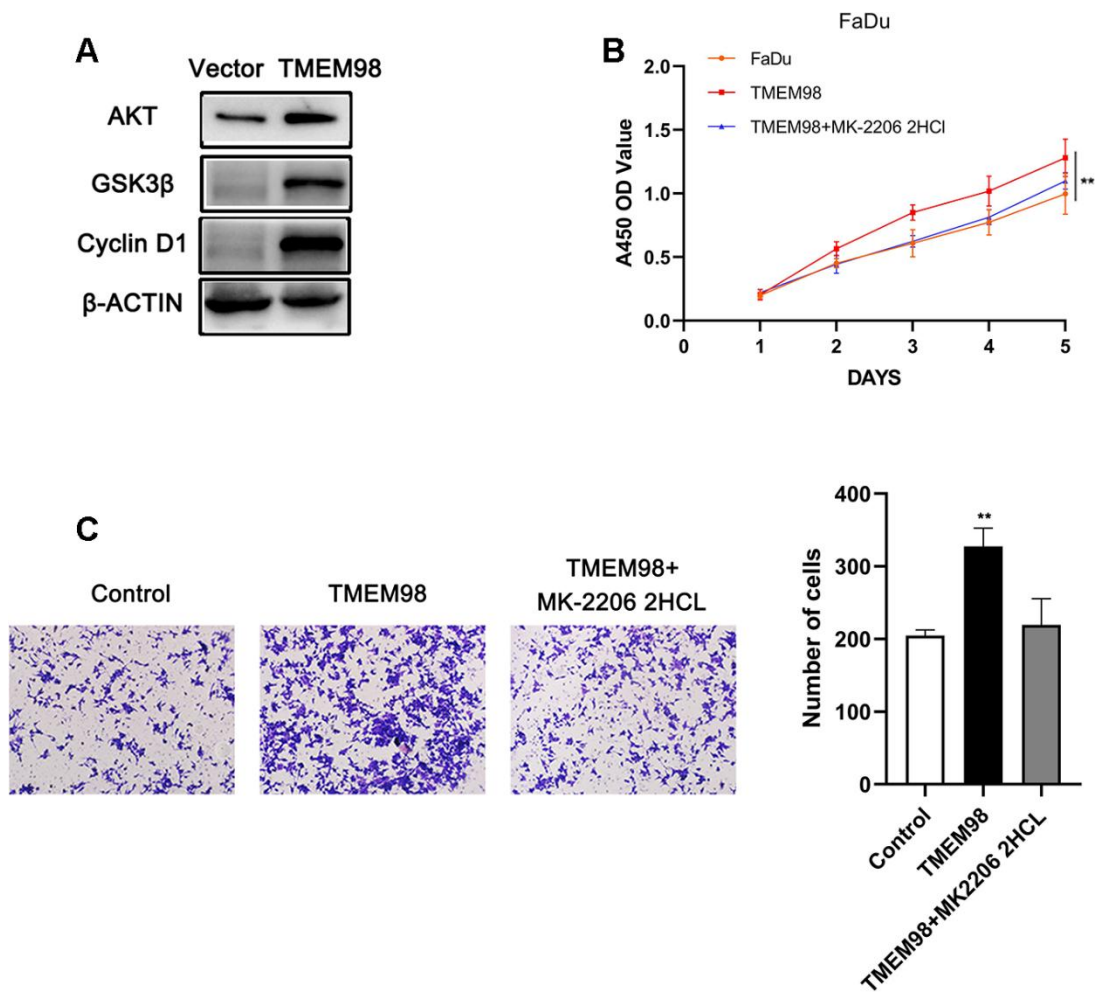 A
Vector TMEM98
AKT
GSK3β
Cyclin D1
β-ACTIN
B
FaDu
FaDu
TMEM98
TMEM98+MK-2206 2HCl
A450 OD Value
2.0
1.5
1.0
0.5
0.0
**
0 1 2 3 4 5
DAYS
C
Control
TMEM98
TMEM98+
MK-2206 2HCL
Number of cells
400
300
200
100
0
**
Control
TMEM98
TMEM98+MK2206 2HCL